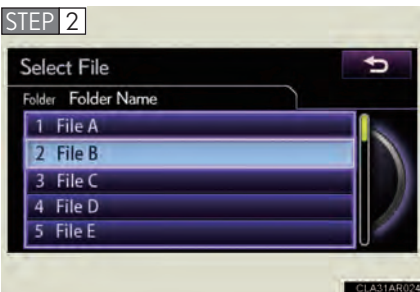 STEP 2
Select File
Folder Folder Name
1 File A
2 File B
3 File C
4 File D
5 File E
CLA31AR024